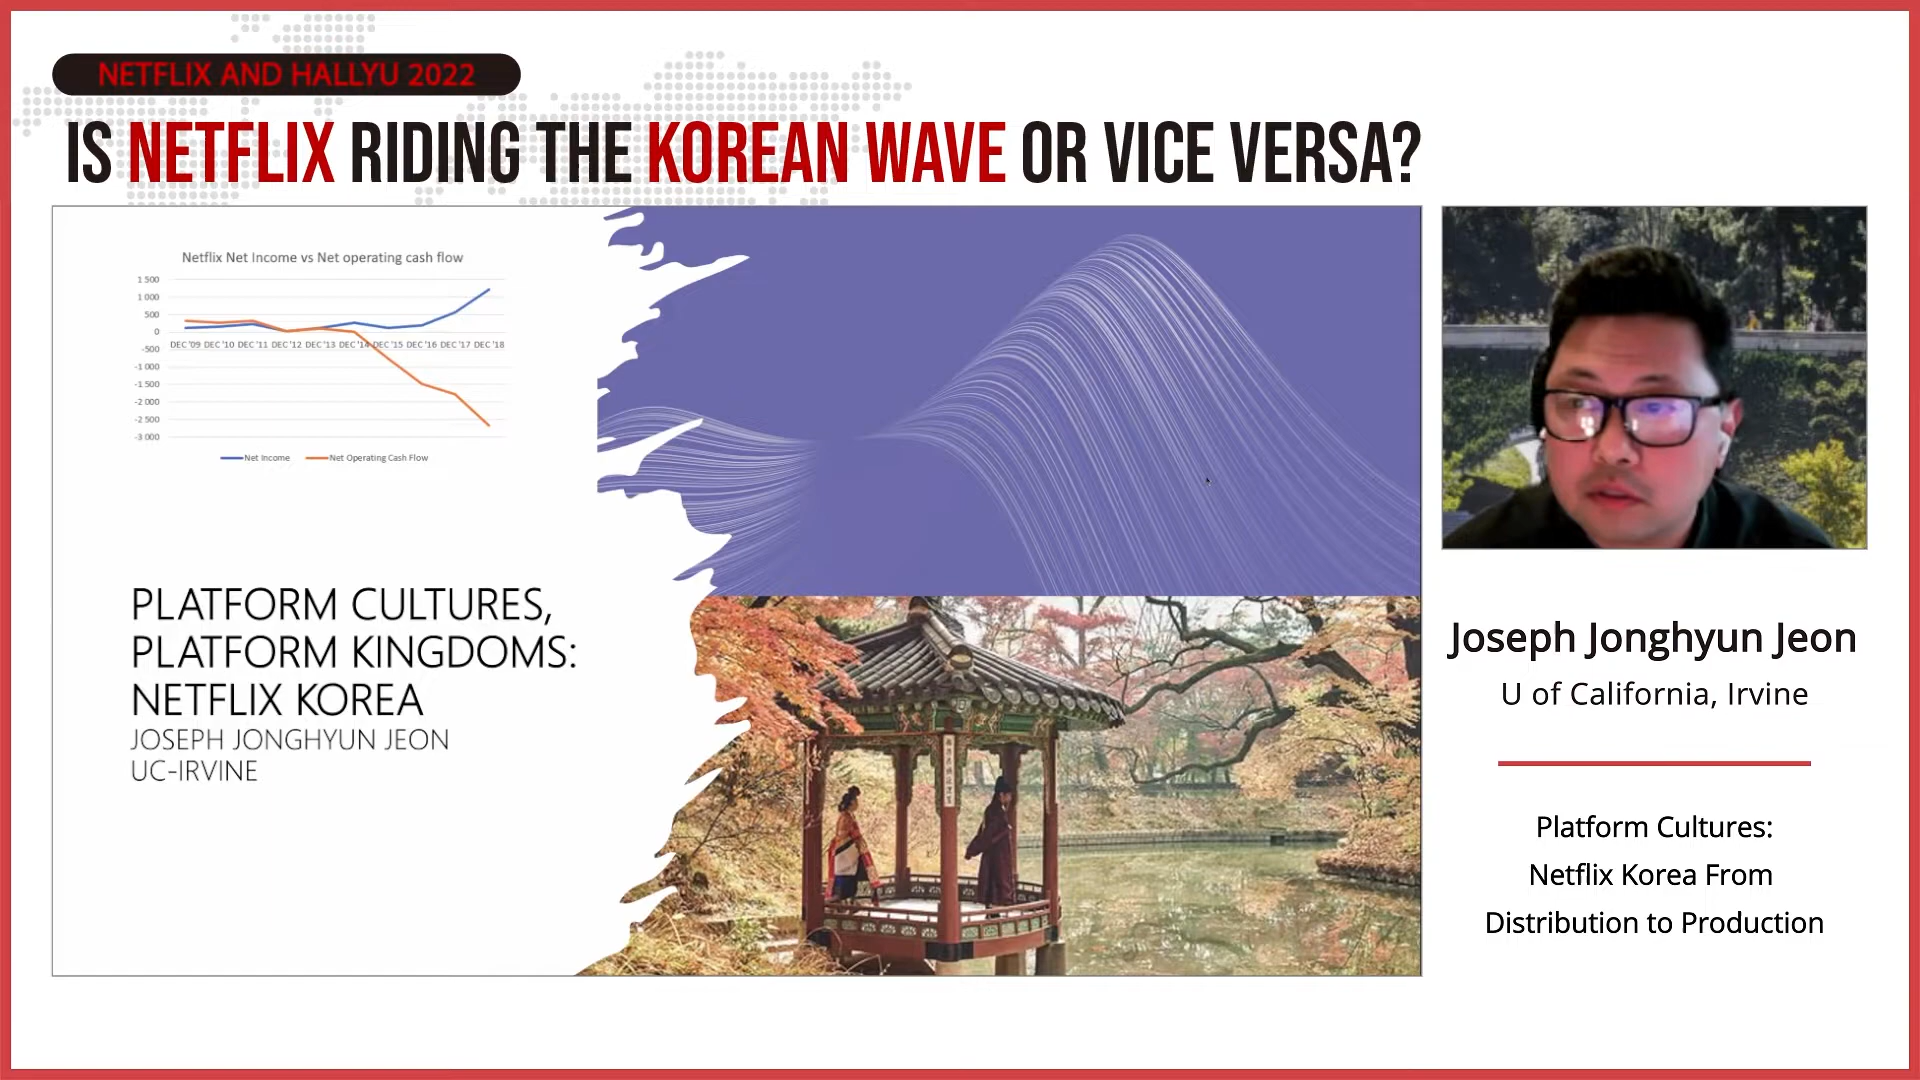 NETFLIX AND HALLYU 2022
IS NETFLIX RIDING THE KOREAN WAVE OR VICE VERSA?
Netflix Net Income vs Net operating cash flow
1 500
1 000
500
0
-500
-1 000
-1 500
-2 000
-2 500
-3 000
DEC '09 DEC '10 DEC '11 DEC '12 DEC '13 DEC '14 DEC '15 DEC '16 DEC '17 DEC '18
Net Income Net Operating Cash Flow
PLATFORM CULTURES,
PLATFORM KINGDOMS:
NETFLIX KOREA
JOSEPH JONGHYUN JEON
UC-IRVINE
Joseph Jonghyun Jeon
U of California, Irvine
Platform Cultures:
Netflix Korea From
Distribution to Production